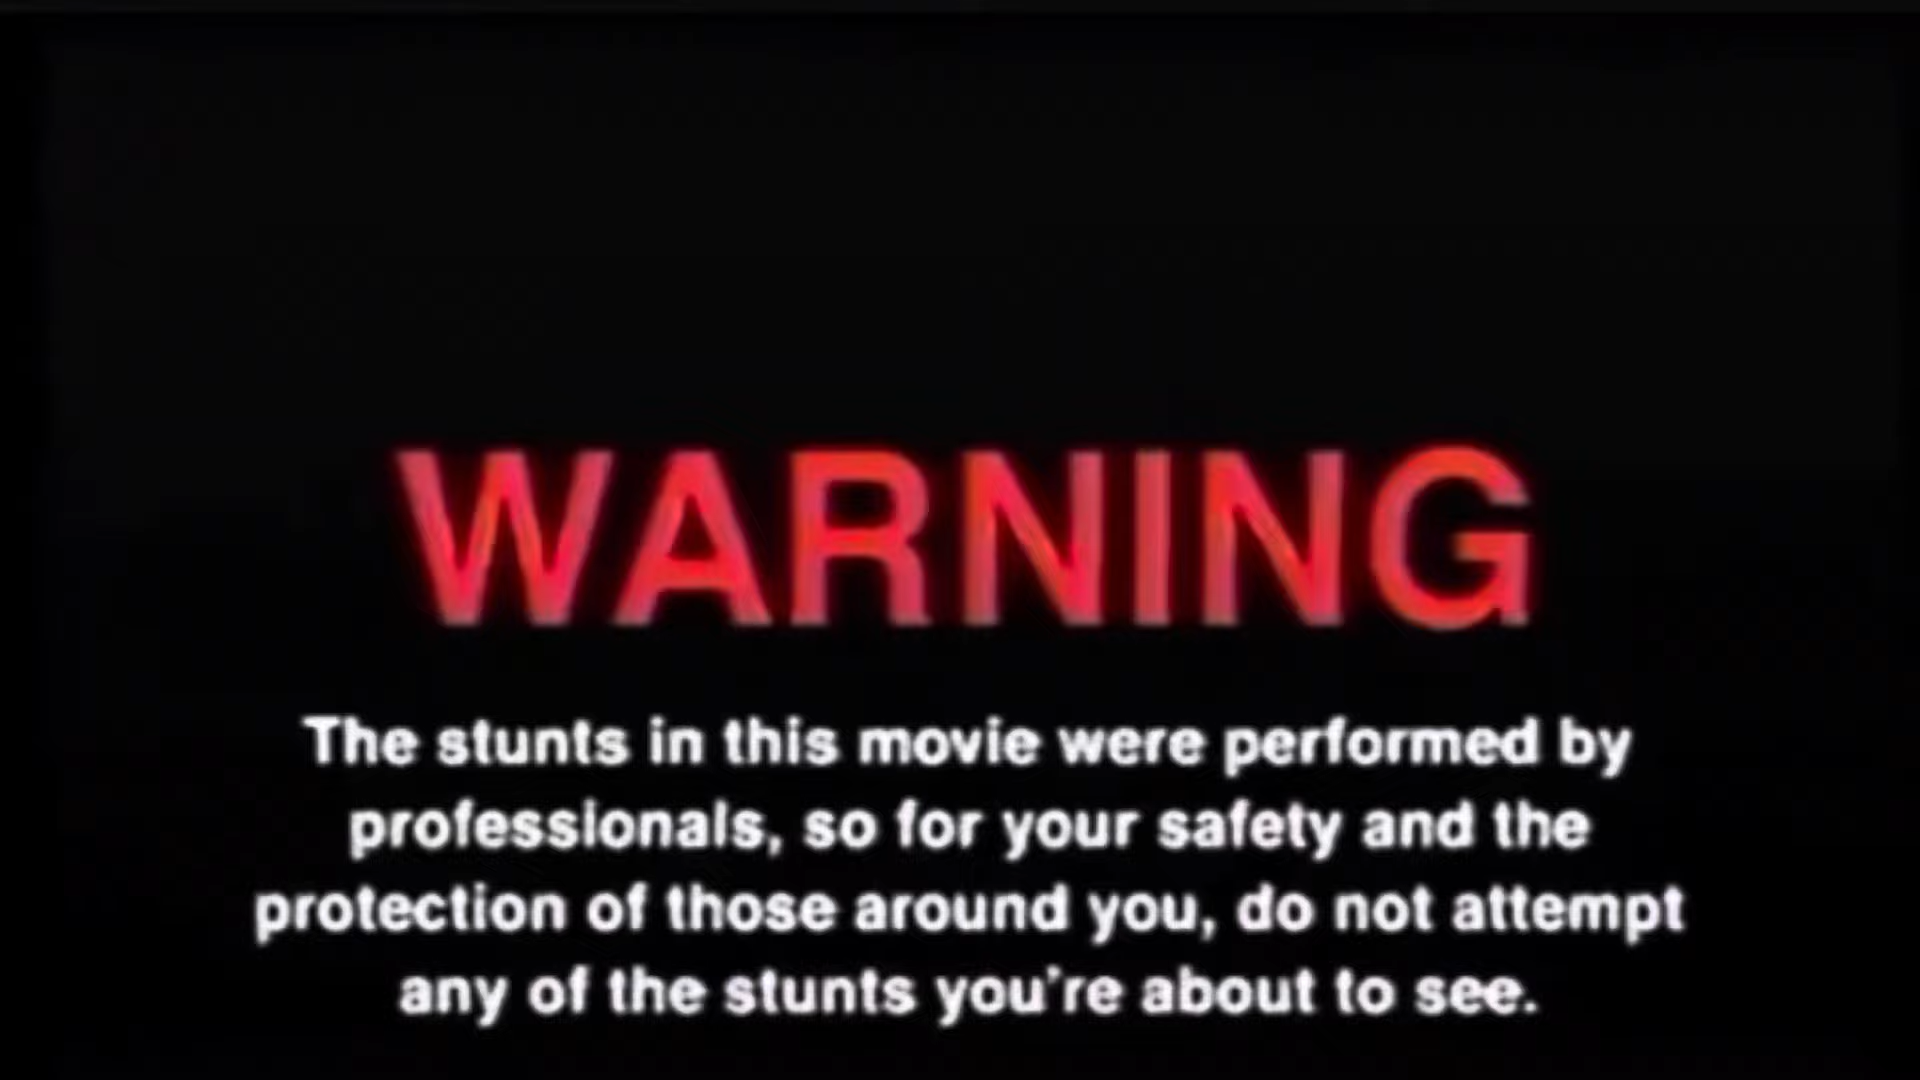 WARNING
The stunts in this movie were performed by
professionals, so for your safety and the
protection of those around you, do not attempt
any of the stunts you're about to see.